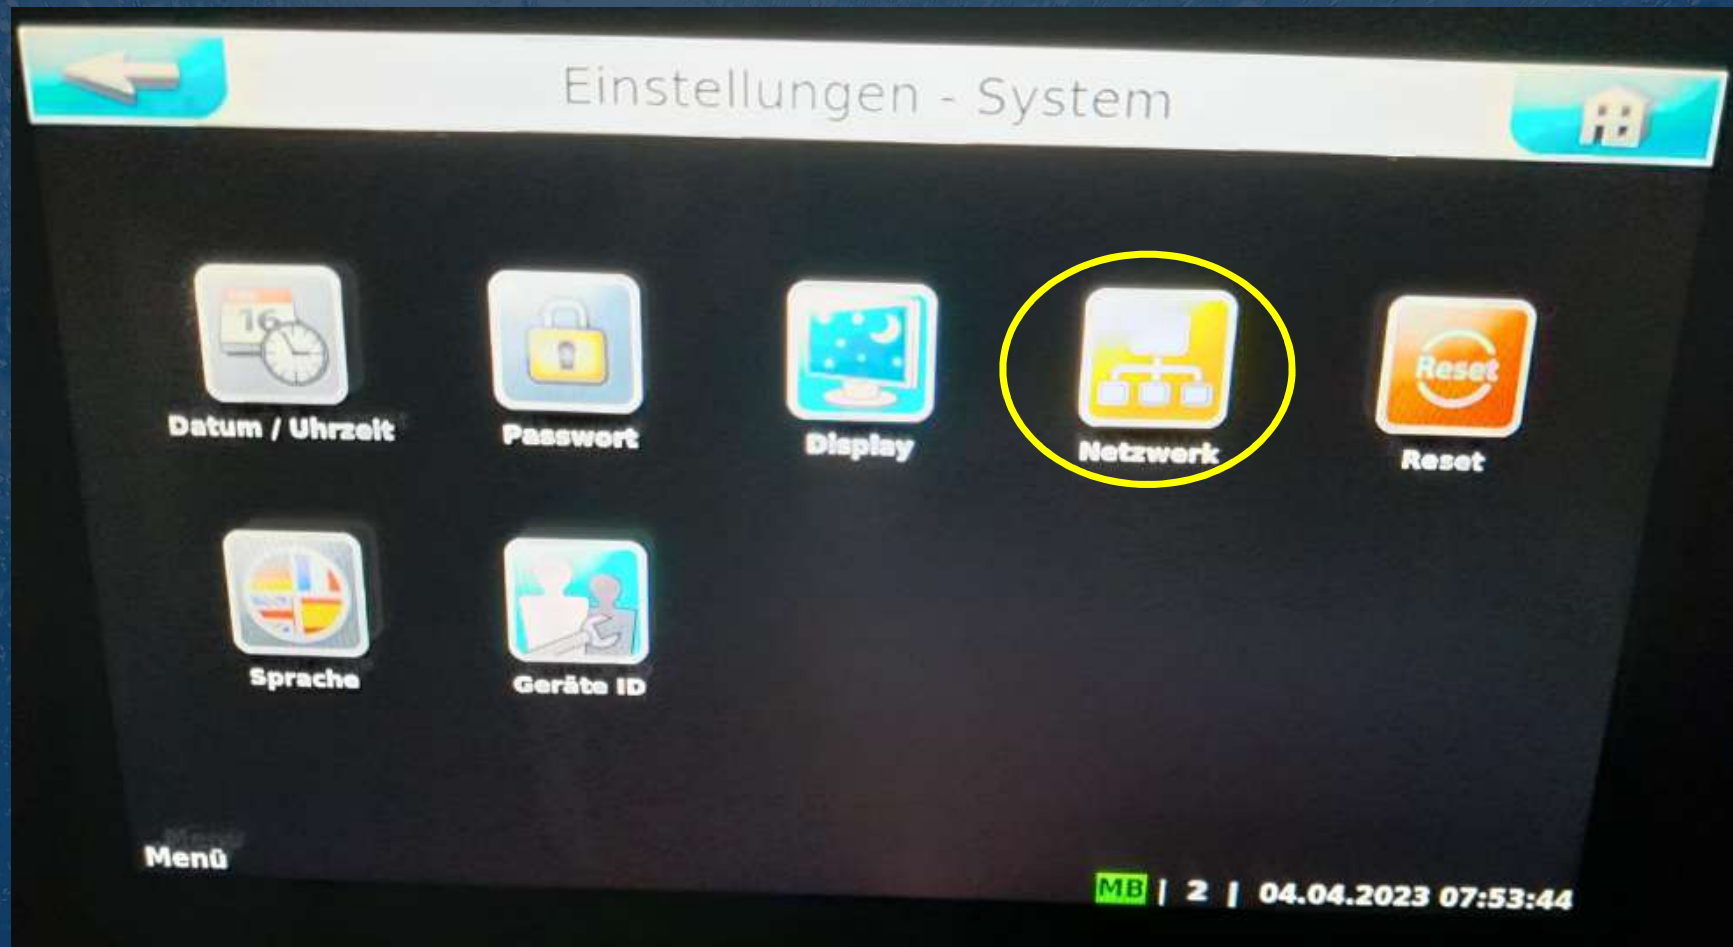 Einstellungen - System
16
Reset
Datum / Uhrzeit
Passwort
Display
Netzwerk
Reset
Sprache
Geräte ID
Menü
MB | 2 | 04.04.2023 07:53:44